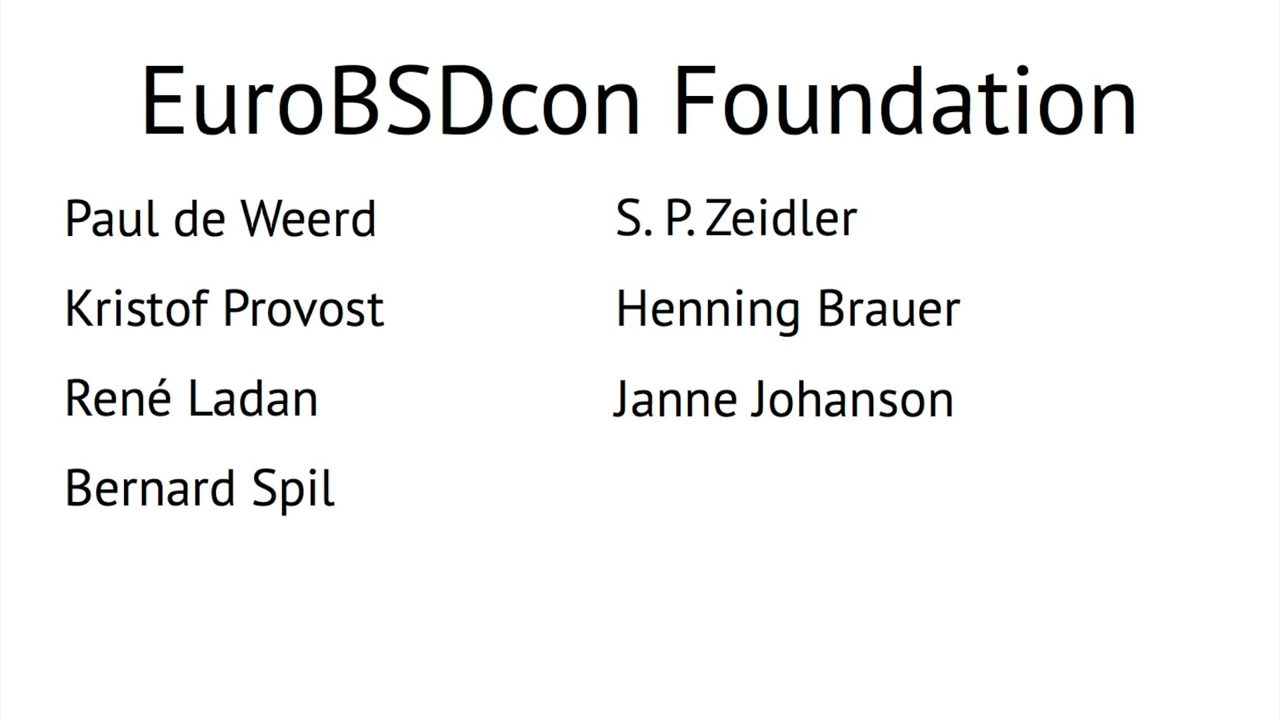 EuroBSDcon Foundation
Paul de Weerd
Kristof Provost
René Ladan
Bernard Spil
S. P. Zeidler
Henning Brauer
Janne Johanson